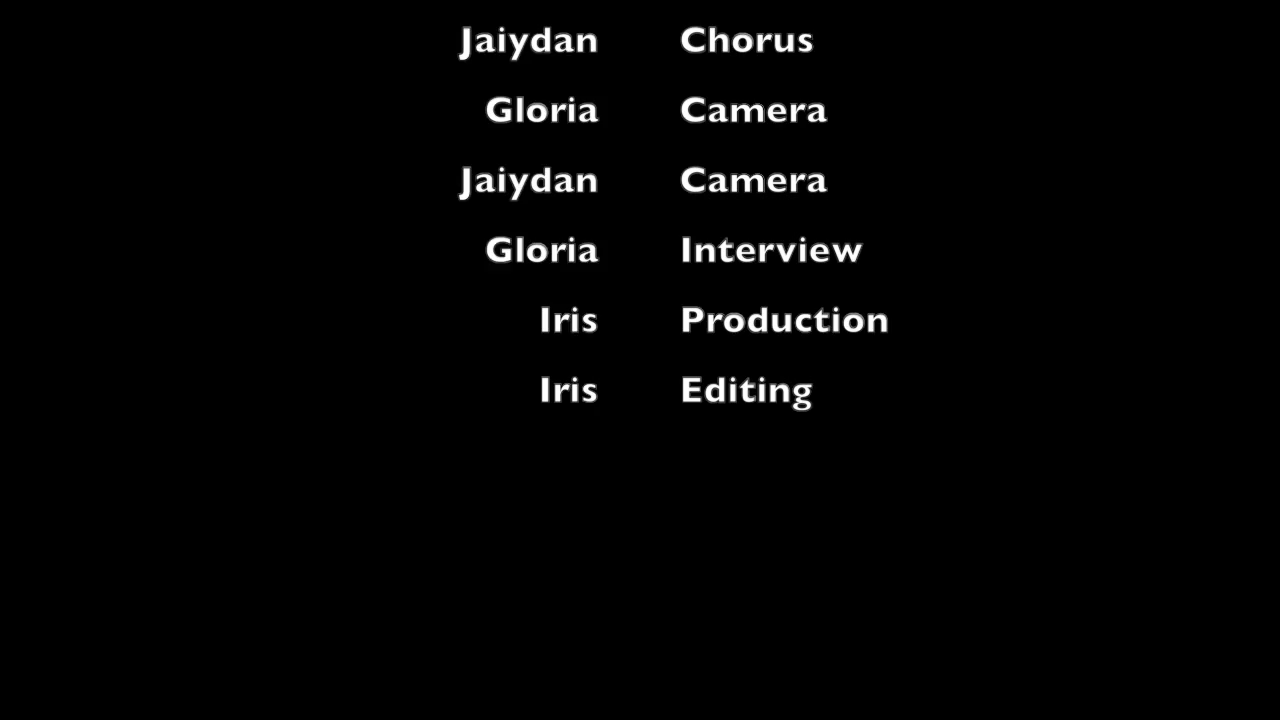 Jaiydan Chorus
Gloria Camera
Jaiydan Camera
Gloria Interview
Iris Production
Iris Editing